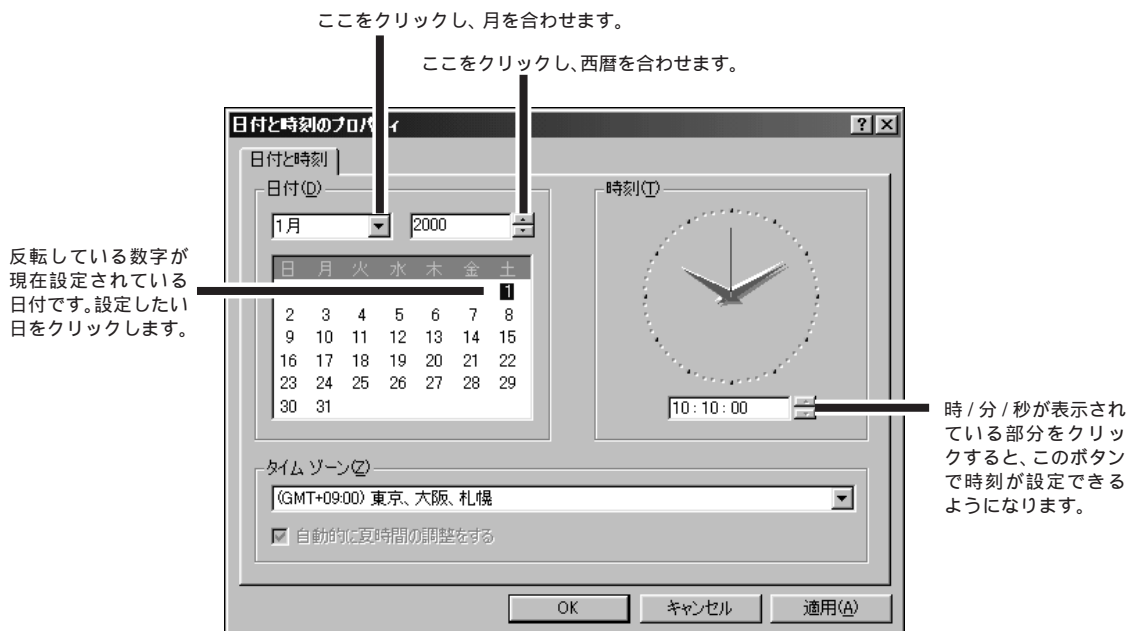 ここをクリックし、月を合わせます。
ここをクリックし、西暦を合わせます。
日付と時刻のプロパティ
日付と時刻
日付(D)
1月
2000
日 月 火 水 木 金 土
1
2 3 4 5 6 7 8
9 10 11 12 13 14 15
16 17 18 19 20 21 22
23 24 25 26 27 28 29
30 31
反転している数字が
現在設定されている
日付です。設定したい
日をクリックします。
時刻(T)
10:10:00
時/分/秒が表示され
ている部分をクリッ
クすると、このボタン
で時刻が設定できる
ようになります。
タイム ゾーン(Z)
(GMT+09:00) 東京、大阪、札幌
自動的に夏時間の調整をする
OK
キャンセル
適用(A)